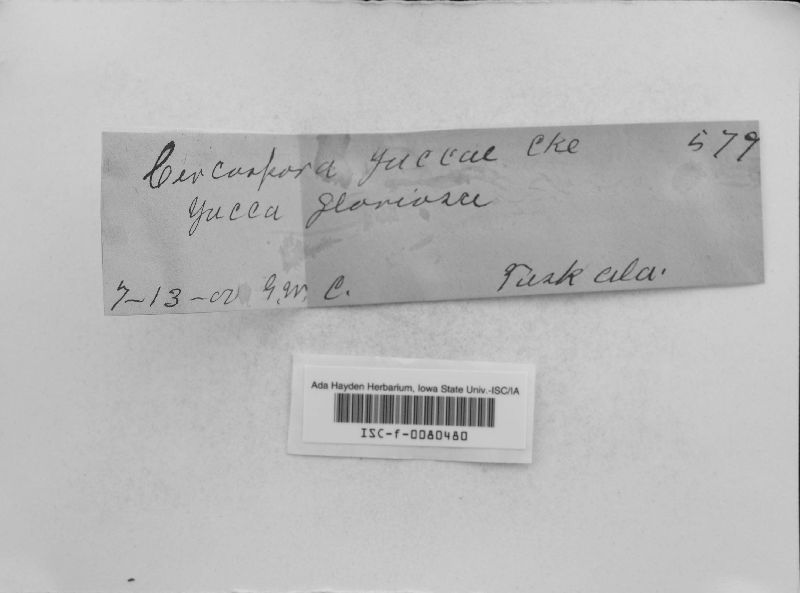 Cercospora Yuccae Cke 579
Yucca gloriosa
7-13-01 G.W. C. Tusk ala.
Ada Hayden Herbarium, Iowa State Univ.-ISC/IA
ISC-f-0080480